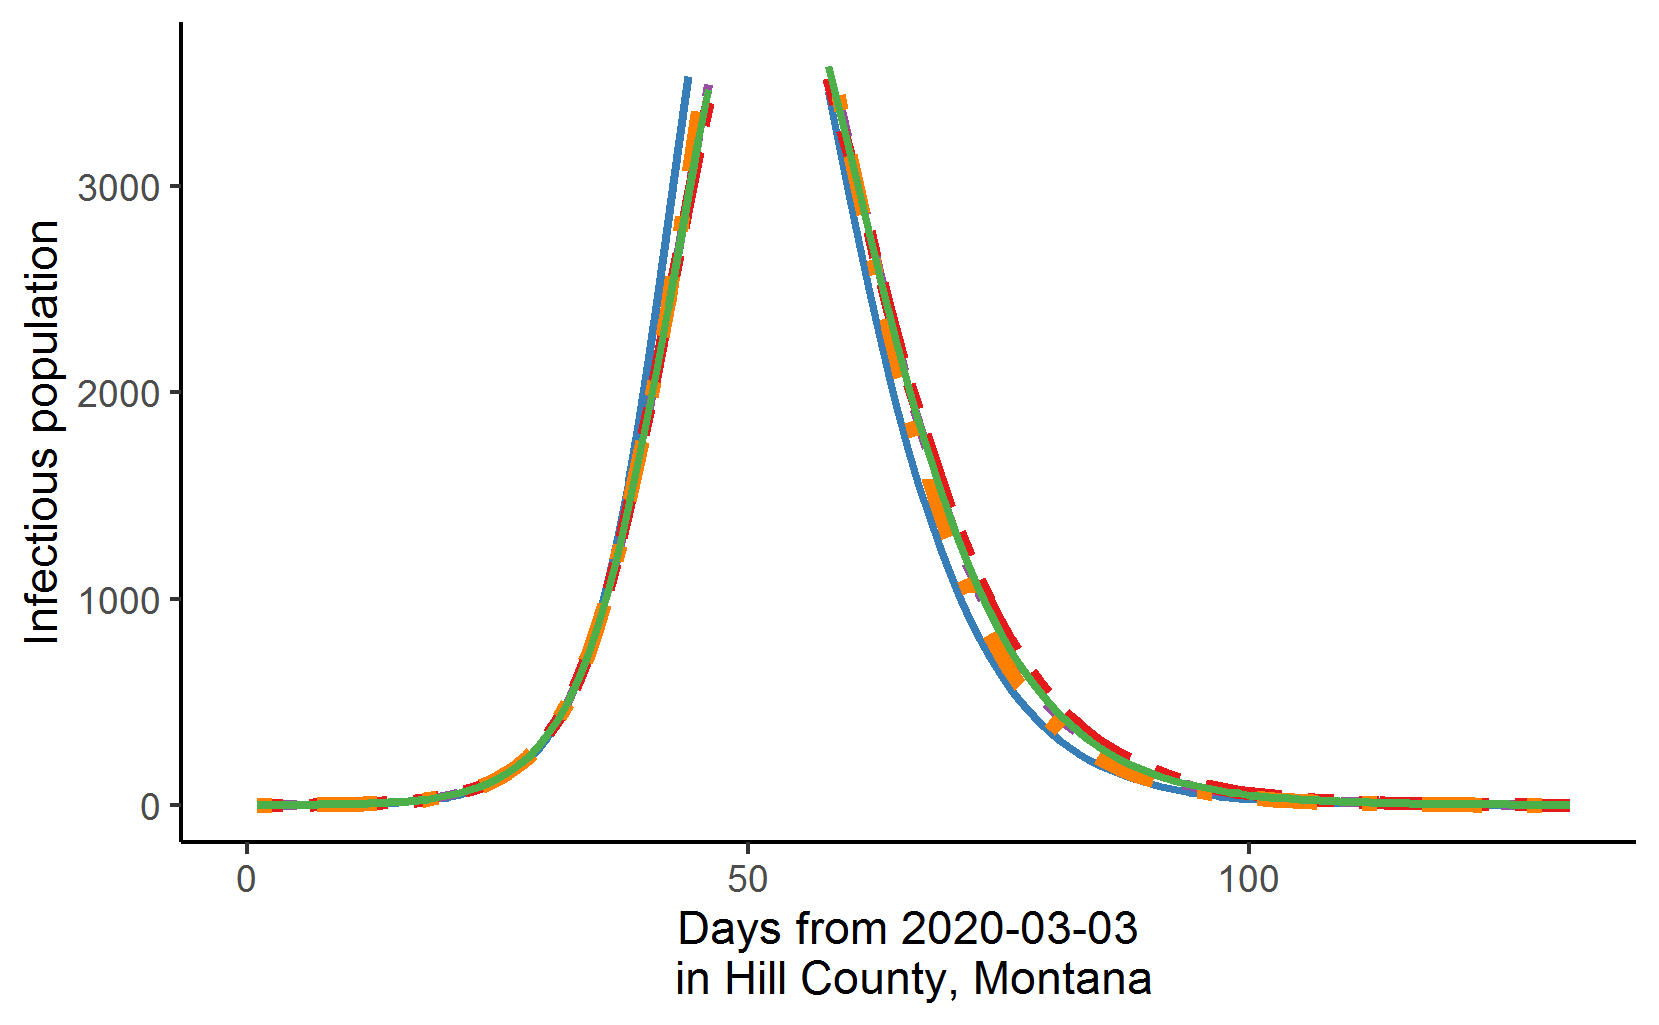 Infectious population
3000
2000
1000
0
0 50 100
Days from 2020-03-03
in Hill County, Montana